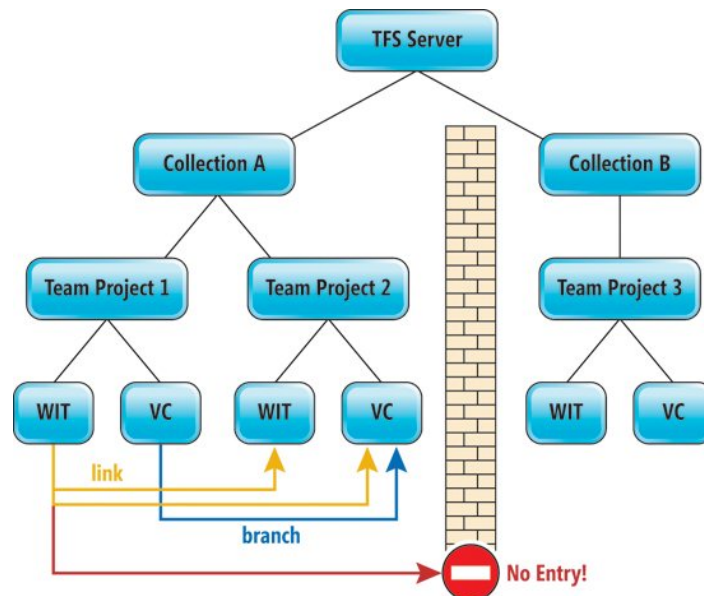 TFS Server
Collection A
Collection B
Team Project 1
Team Project 2
Team Project 3
WIT
VC
WIT
VC
WIT
VC
link
branch
No Entry!